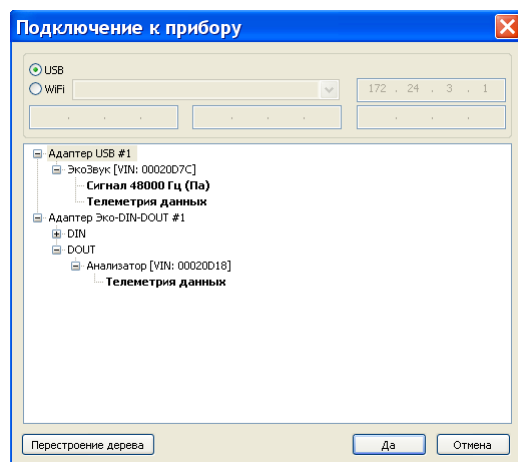 Подключение к прибору
USB
WiFi
172 . 24 . 3 . 1
. . .
. . .
. . .
Адаптер USB #1
ЭкоЗвук [VIN: 00020D7C]
Сигнал 48000 Гц (Па)
Телеметрия данных
Адаптер Эко-DIN-DOUT #1
DIN
DOUT
Анализатор [VIN: 00020D18]
Телеметрия данных
Перестроение дерева
Да
Отмена